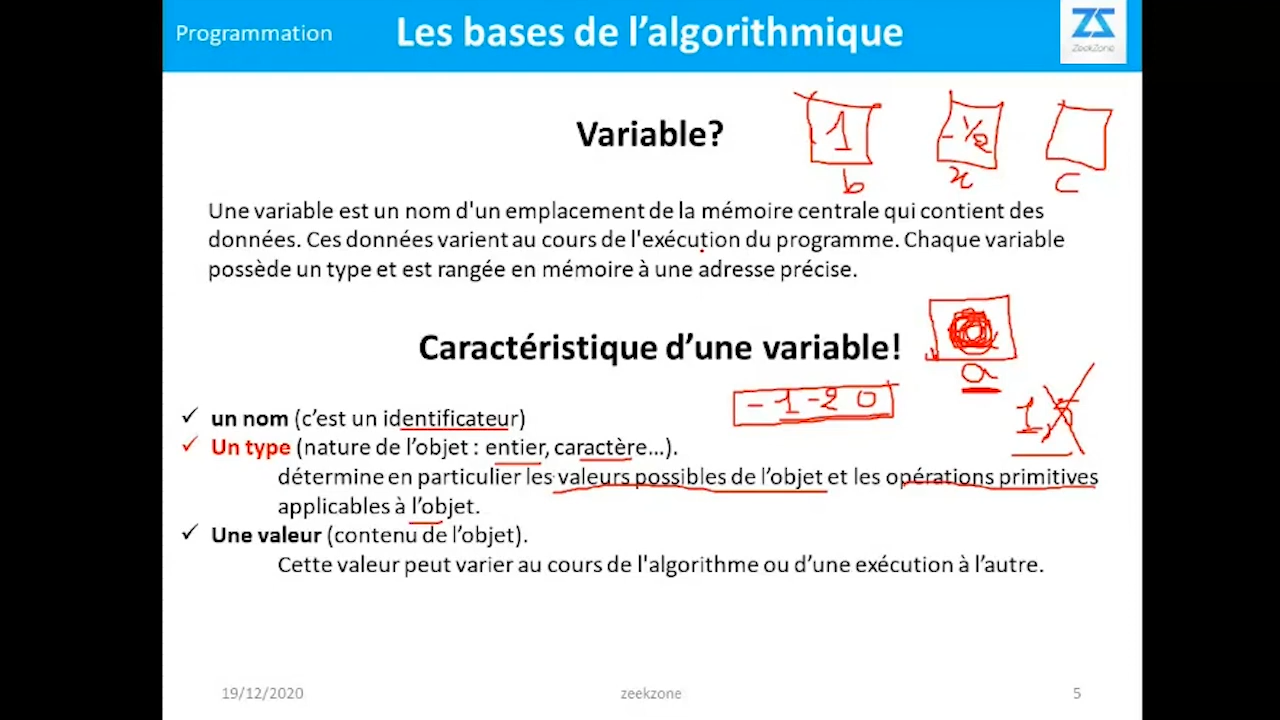 Programmation
Les bases de l’algorithmique
ZS
ZeekZone
Variable?
1
-1/2
b
x
c
Une variable est un nom d'un emplacement de la mémoire centrale qui contient des
données. Ces données varient au cours de l'exécution du programme. Chaque variable
possède un type et est rangée en mémoire à une adresse précise.
Caractéristique d’une variable!
a
-1-20
1,
✓ un nom (c’est un identificateur)
✓ Un type (nature de l’objet : entier, caractère…).
détermine en particulier les valeurs possibles de l’objet et les opérations primitives
applicables à l’objet.
✓ Une valeur (contenu de l’objet).
Cette valeur peut varier au cours de l'algorithme ou d’une exécution à l’autre.
19/12/2020
zeekzone
5